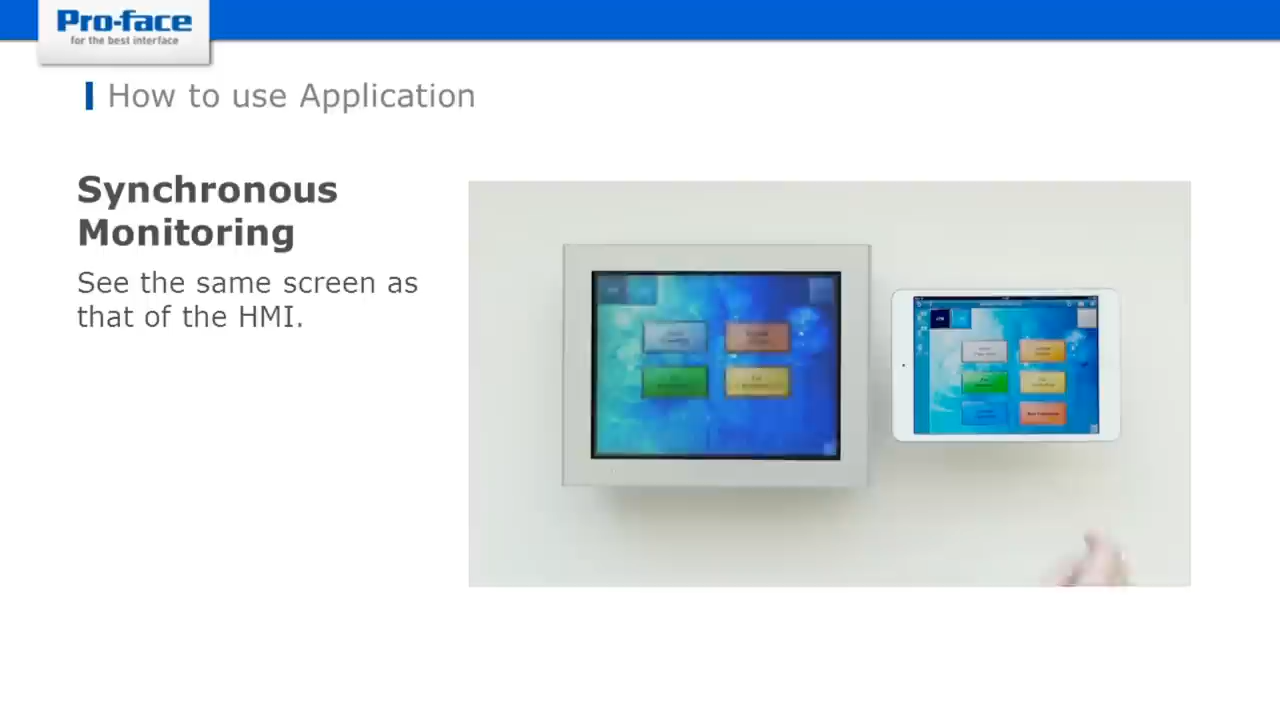 Pro-face
for the best interface
How to use Application
Synchronous
Monitoring
See the same screen as
that of the HMI.